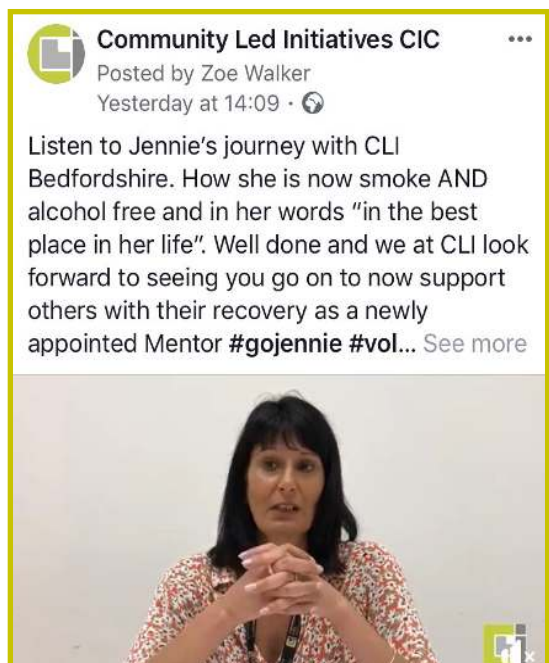 Community Led Initiatives CIC
Posted by Zoe Walker
Yesterday at 14:09 ·
Listen to Jennie’s journey with CLI
Bedfordshire. How she is now smoke AND
alcohol free and in her words “in the best
place in her life”. Well done and we at CLI look
forward to seeing you go on to now support
others with their recovery as a newly
appointed Mentor #gojennie #vol... See more